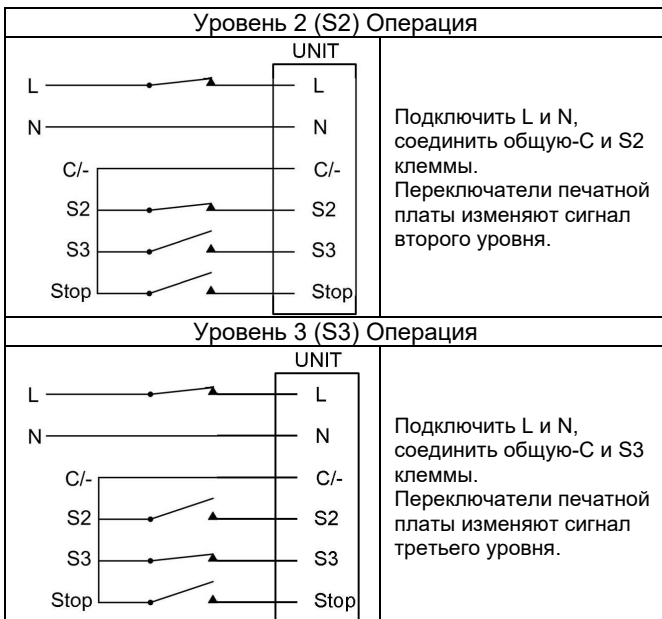 Уровень 2 (S2) Операция
UNIT
L L
N N
C/- C/-
S2 S2
S3 S3
Stop Stop
Подключить L и N,
соединить общую-C и S2
клеммы.
Переключатели печатной
платы изменяют сигнал
второго уровня.
Уровень 3 (S3) Операция
UNIT
L L
N N
C/- C/-
S2 S2
S3 S3
Stop Stop
Подключить L и N,
соединить общую-C и S3
клеммы.
Переключатели печатной
платы изменяют сигнал
третьего уровня.